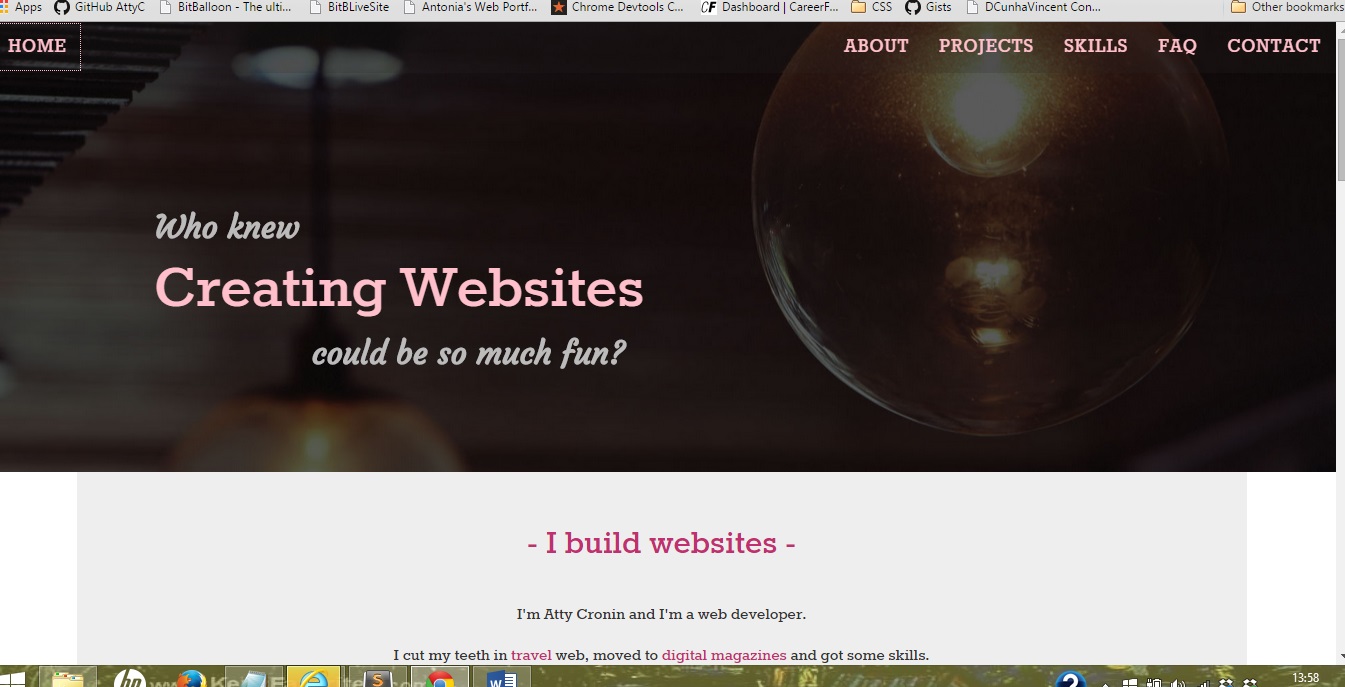 Apps GitHub AttyC BitBalloon - The ulti... BitBLiveSite Antonia's Web Portf... Chrome Devtools C... CF Dashboard | CareerF... CSS Gists DCunhaVincent Con... Other bookmarks
HOME ABOUT PROJECTS SKILLS FAQ CONTACT
Who knew
Creating Websites
could be so much fun?
- I build websites -
I'm Atty Cronin and I'm a web developer.
I cut my teeth in travel web, moved to digital magazines and got some skills.
hp S W ? 13:58